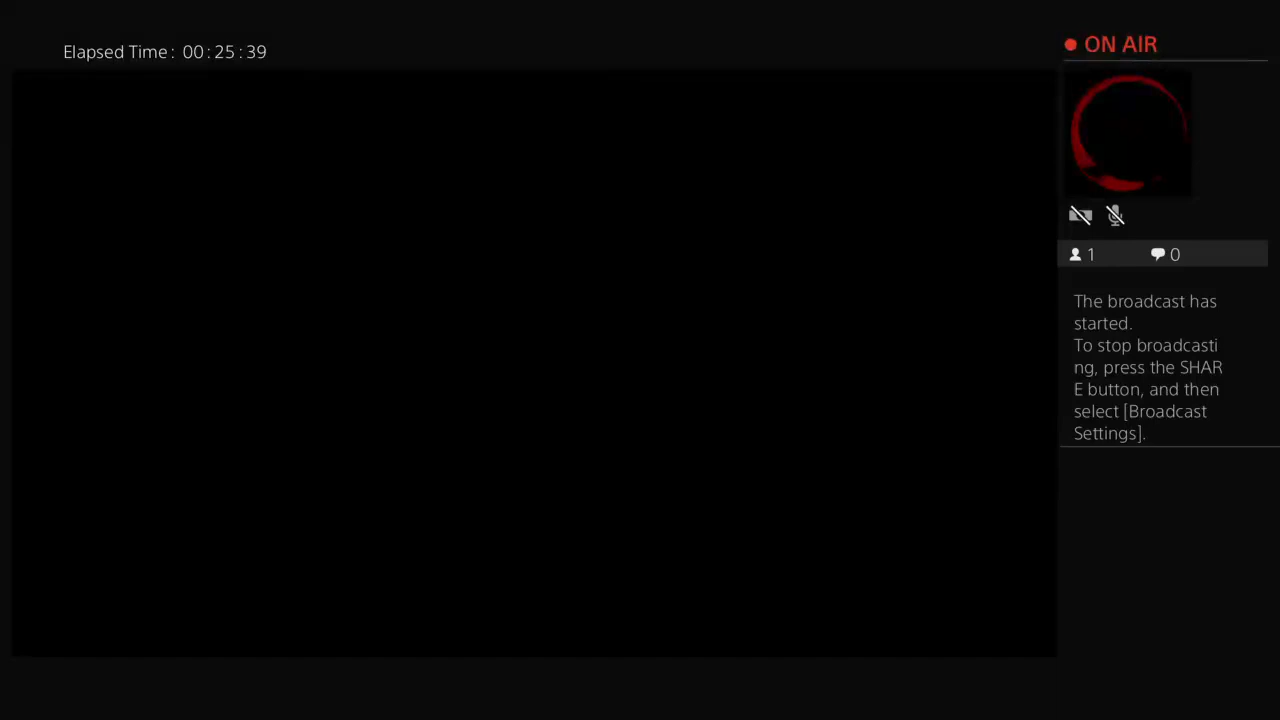 Elapsed Time: 00:25:39
ON AIR
1 0
The broadcast has
started.
To stop broadcasti
ng, press the SHAR
E button, and then
select [Broadcast
Settings].